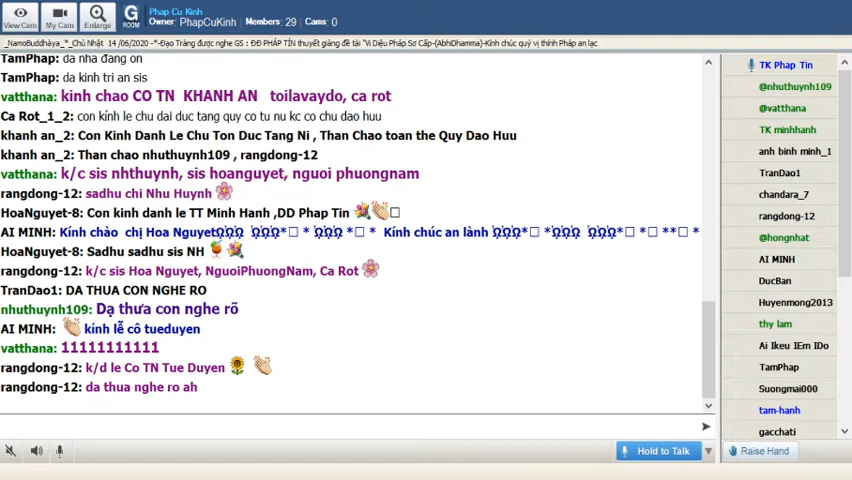 View Cam
My Cam
Enlarge
G ROOM
Phap Cu Kinh
Owner: PhapCuKinh Members: 29 Cams: 0
_NamoBuddhàya_*_Chủ Nhật 14 /06/2020 -*-Đạo Tràng được nghe GS : ĐĐ PHÁP TÍN thuyết giảng đề tài "Vi Diệu Pháp Sơ Cấp-(AbhiDhamma)-Kính chúc quý vị thính Pháp an lạc
TamPhap: da nha đang on
TamPhap: da kinh tri an sis
vatthana: kinh chao CO TN KHANH AN toilavaydo, ca rot
Ca Rot_1_2: con kính le chu dai duc tang quy co tu nu kc co chu dao huu
khanh an_2: Con Kinh Danh Le Chu Ton Duc Tang Ni , Than Chao toan the Quy Dao Huu
khanh an_2: Than chao nhuthuynh109 , rangdong-12
vatthana: k/c sis nhthuynh, sis hoanguyet, nguoi phuongnam
rangdong-12: sadhu chi Nhu Huynh
HoaNguyet-8: Con kinh danh le TT Minh Hanh ,DD Phap Tin
AI MINH: Kính chào chị Hoa Nguyet * * Kính chúc an lành * * * ** *
HoaNguyet-8: Sadhu sadhu sis NH
rangdong-12: k/c sis Hoa Nguyet, NguoiPhuongNam, Ca Rot
TranDao1: DA THUA CON NGHE RO
nhuthuynh109: Dạ thưa con nghe rõ
AI MINH: kính lễ cô tueduyen
vatthana: 11111111111
rangdong-12: k/d le Co TN Tue Duyen
rangdong-12: da thua nghe ro ah
Hold to Talk
TK Phap Tin
@nhuthuynh109
@vatthana
TK minhhanh
anh binh minh_1
TranDao1
chandara_7
rangdong-12
@hongnhat
AI MINH
DucBan
Huyenmong2013
thy lam
Ai Ikeu IEm IDo
TamPhap
Suongmai000
tam-hanh
gacchati
Raise Hand